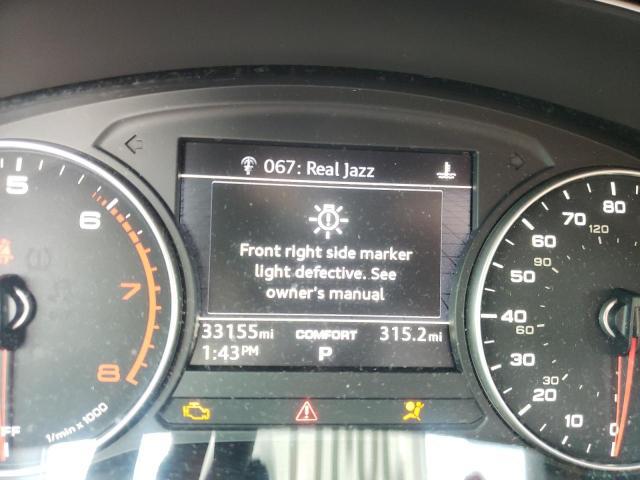 067: Real Jazz
Front right side marker
light defective. See
owner's manual
33155mi COMFORT 315.2mi
1:43PM P
5
6
7
8
1/min x 1000
80
70
120
60
90
50
40
60
30
30
20
10
0